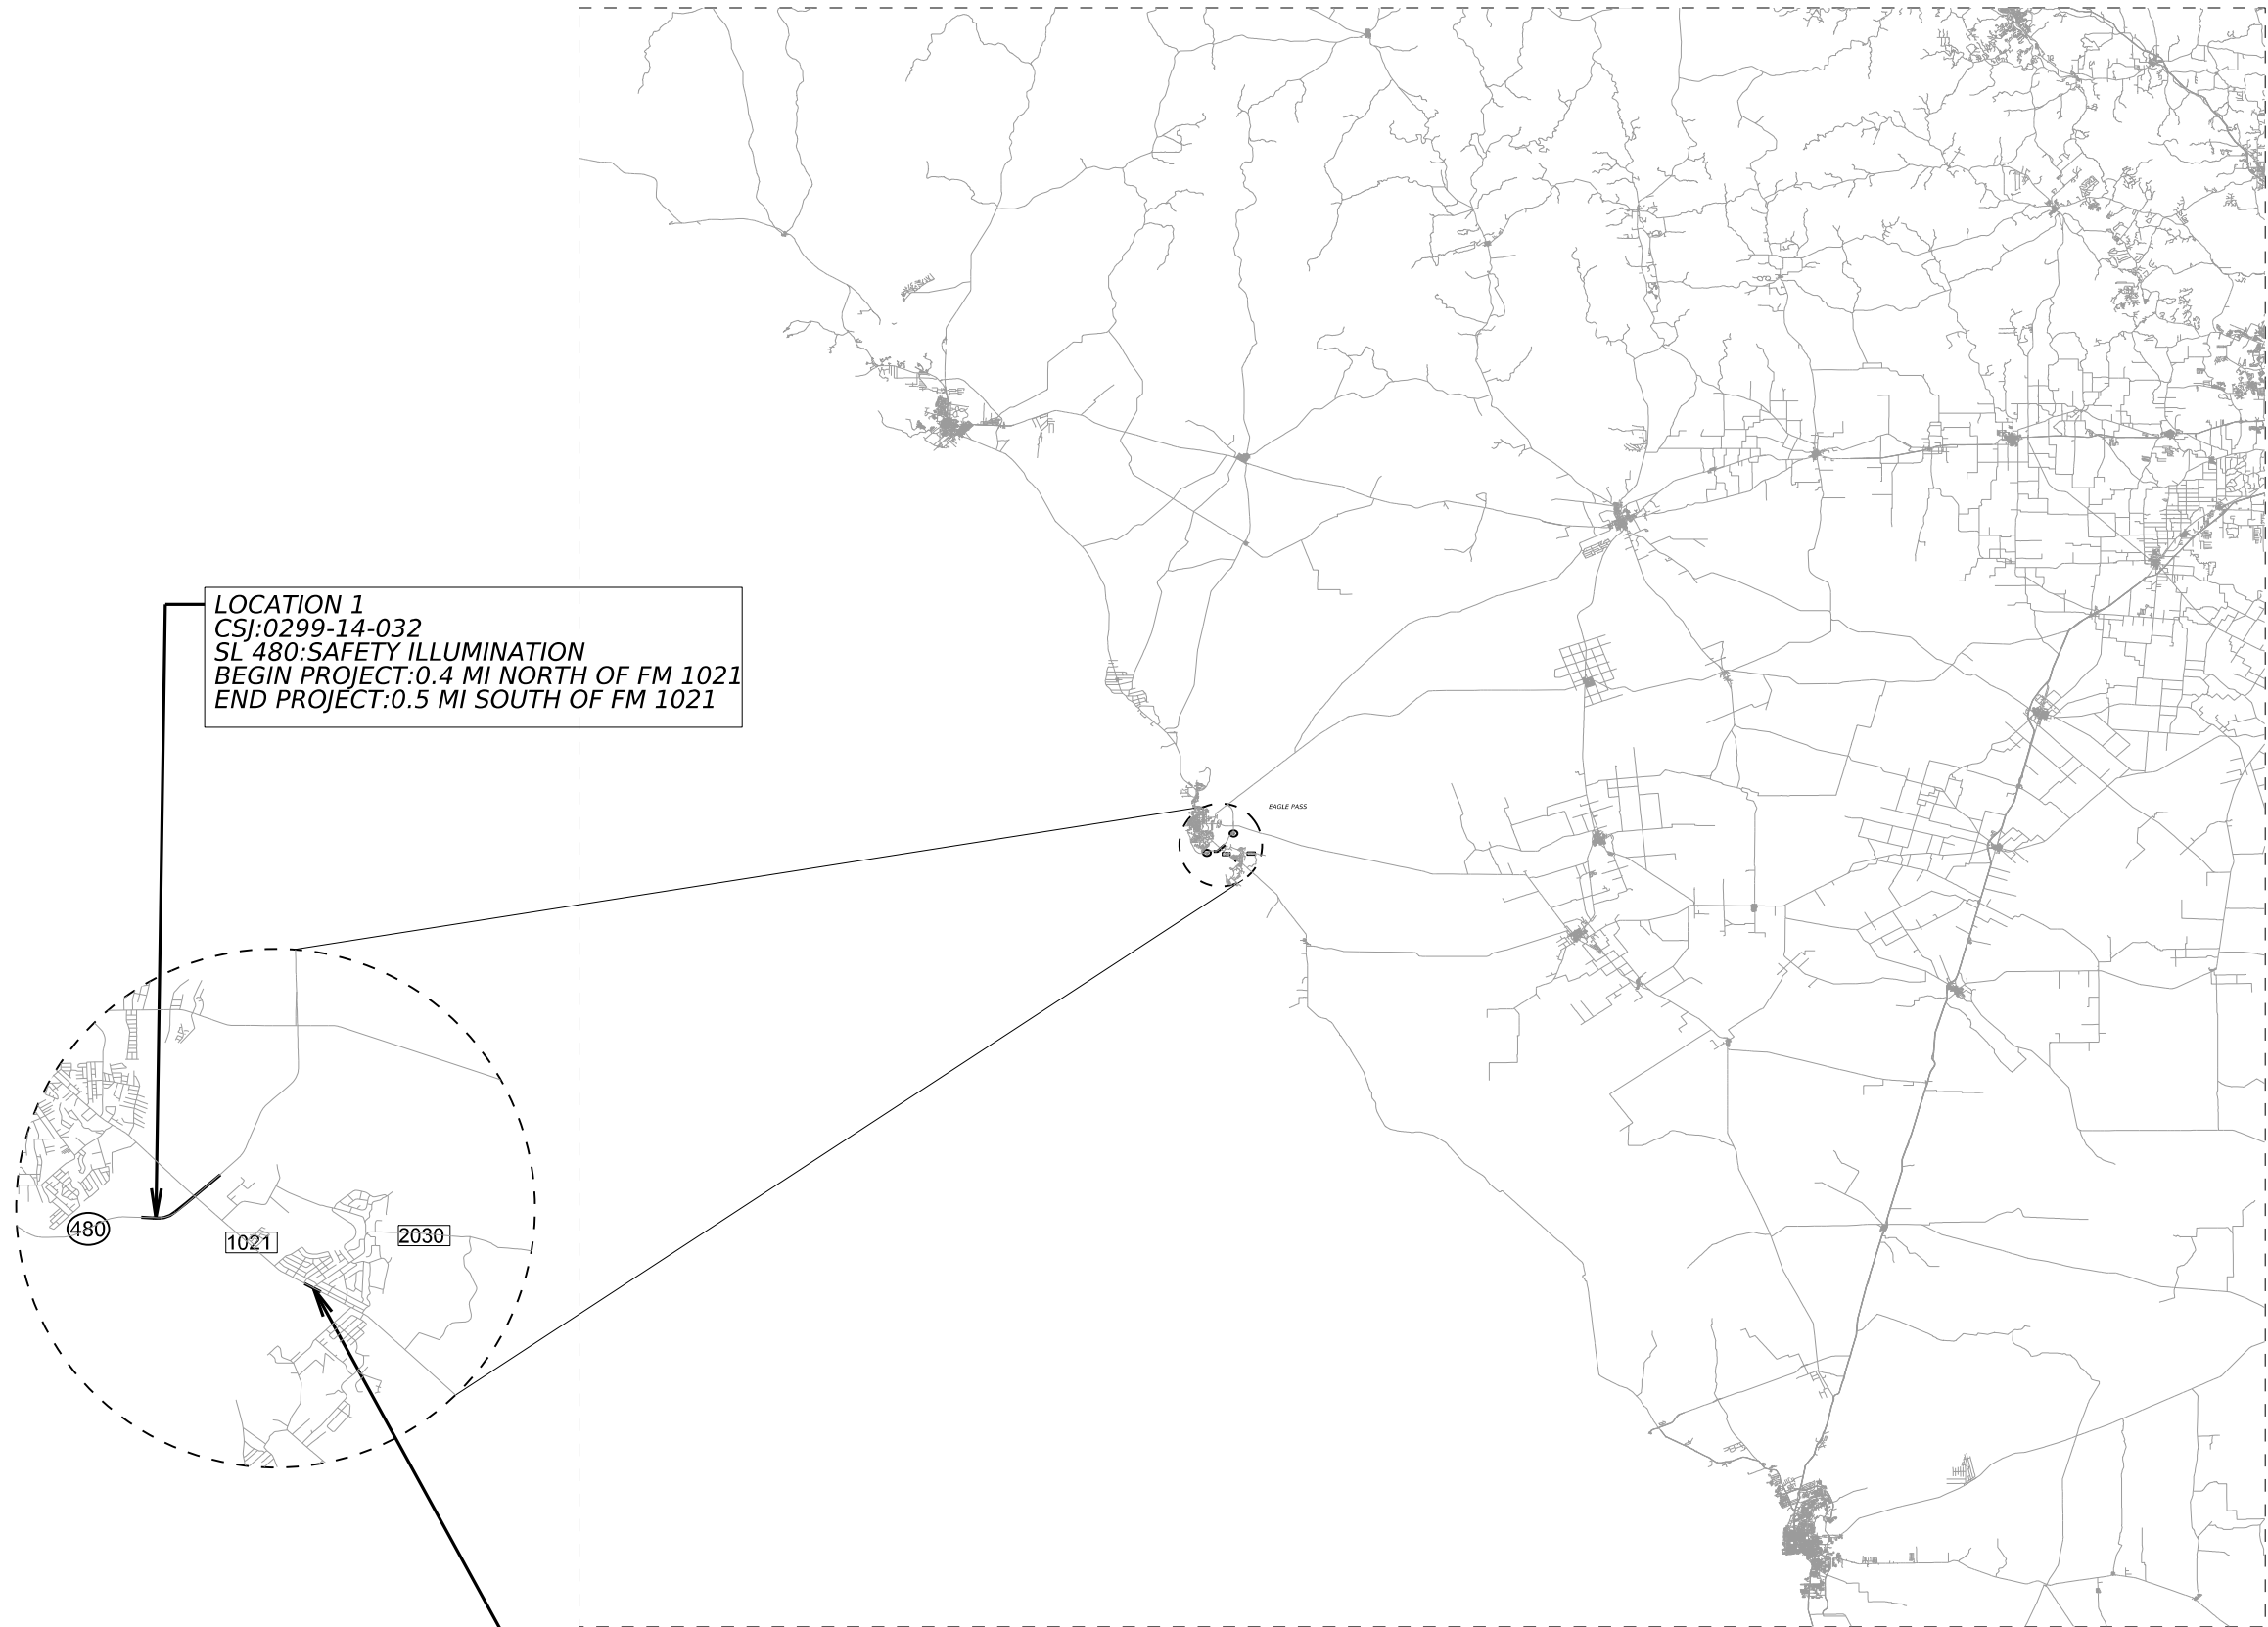 LOCATION 1
CSJ:0299-14-032
SL 480:SAFETY ILLUMINATION
BEGIN PROJECT:0.4 MI NORTH OF FM 1021
END PROJECT:0.5 MI SOUTH OF FM 1021
EAGLE PASS
480
1021
2030